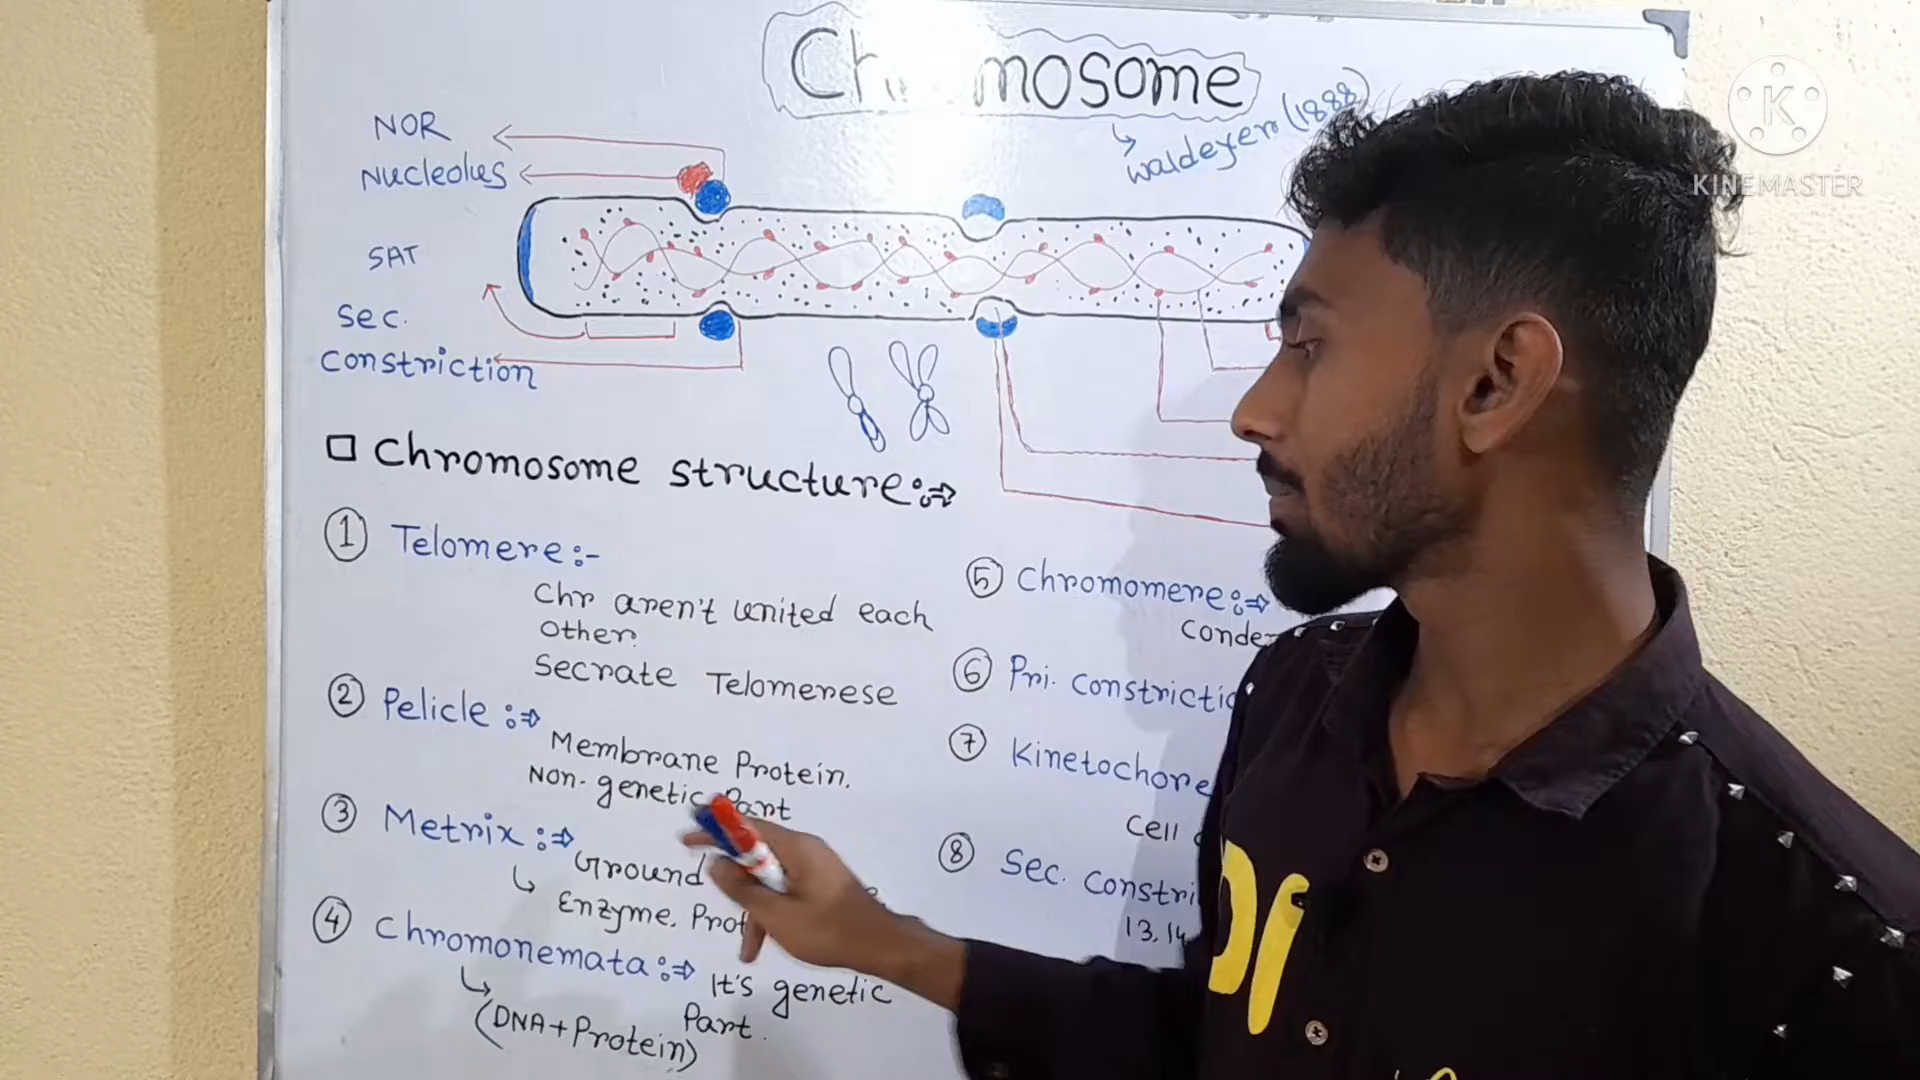 Ch mosome
waldeyer (1888)
KINEMASTER
NOR
Nucleolus
SAT
Sec.
constriction
Chromosome structure:⇒
① Telomere:-
Chr aren't united each
other.
Secrate Telomerese
② Pelicle:⇒
Membrane Protein.
Non-genetic Part
③ Metrix:⇒
Ground
↳ Enzyme. Prot
④ Chromonemata:⇒ It's genetic
Part.
↳ (DNA+Protein)
⑤ Chromomere:⇒
Conde
⑥ Pri. constrictio
⑦ Kinetochore
Cell
⑧ Sec. constri
13, 14